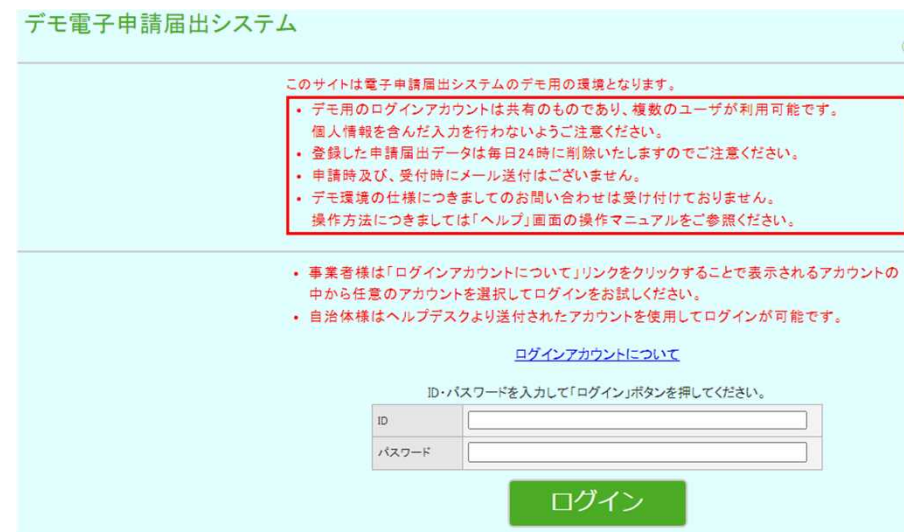 デモ電子申請届出システム
このサイトは電子申請届出システムのデモ用の環境となります。
• デモ用のログインアカウントは共有のものであり、複数のユーザが利用可能です。
個人情報を含んだ入力を行わないようご注意ください。
• 登録した申請届出データは毎日24時に削除いたしますのでご注意ください。
• 申請時及び、受付時にメール送付はございません。
• デモ環境の仕様につきましてのお問い合わせは受け付けておりません。
操作方法につきましては「ヘルプ」画面の操作マニュアルをご参照ください。
• 事業者様は「ログインアカウントについて」リンクをクリックすることで表示されるアカウントの
中から任意のアカウントを選択してログインをお試しください。
• 自治体様はヘルプデスクより送付されたアカウントを使用してログインが可能です。
ログインアカウントについて
ID・パスワードを入力して「ログイン」ボタンを押してください。
ID
パスワード
ログイン